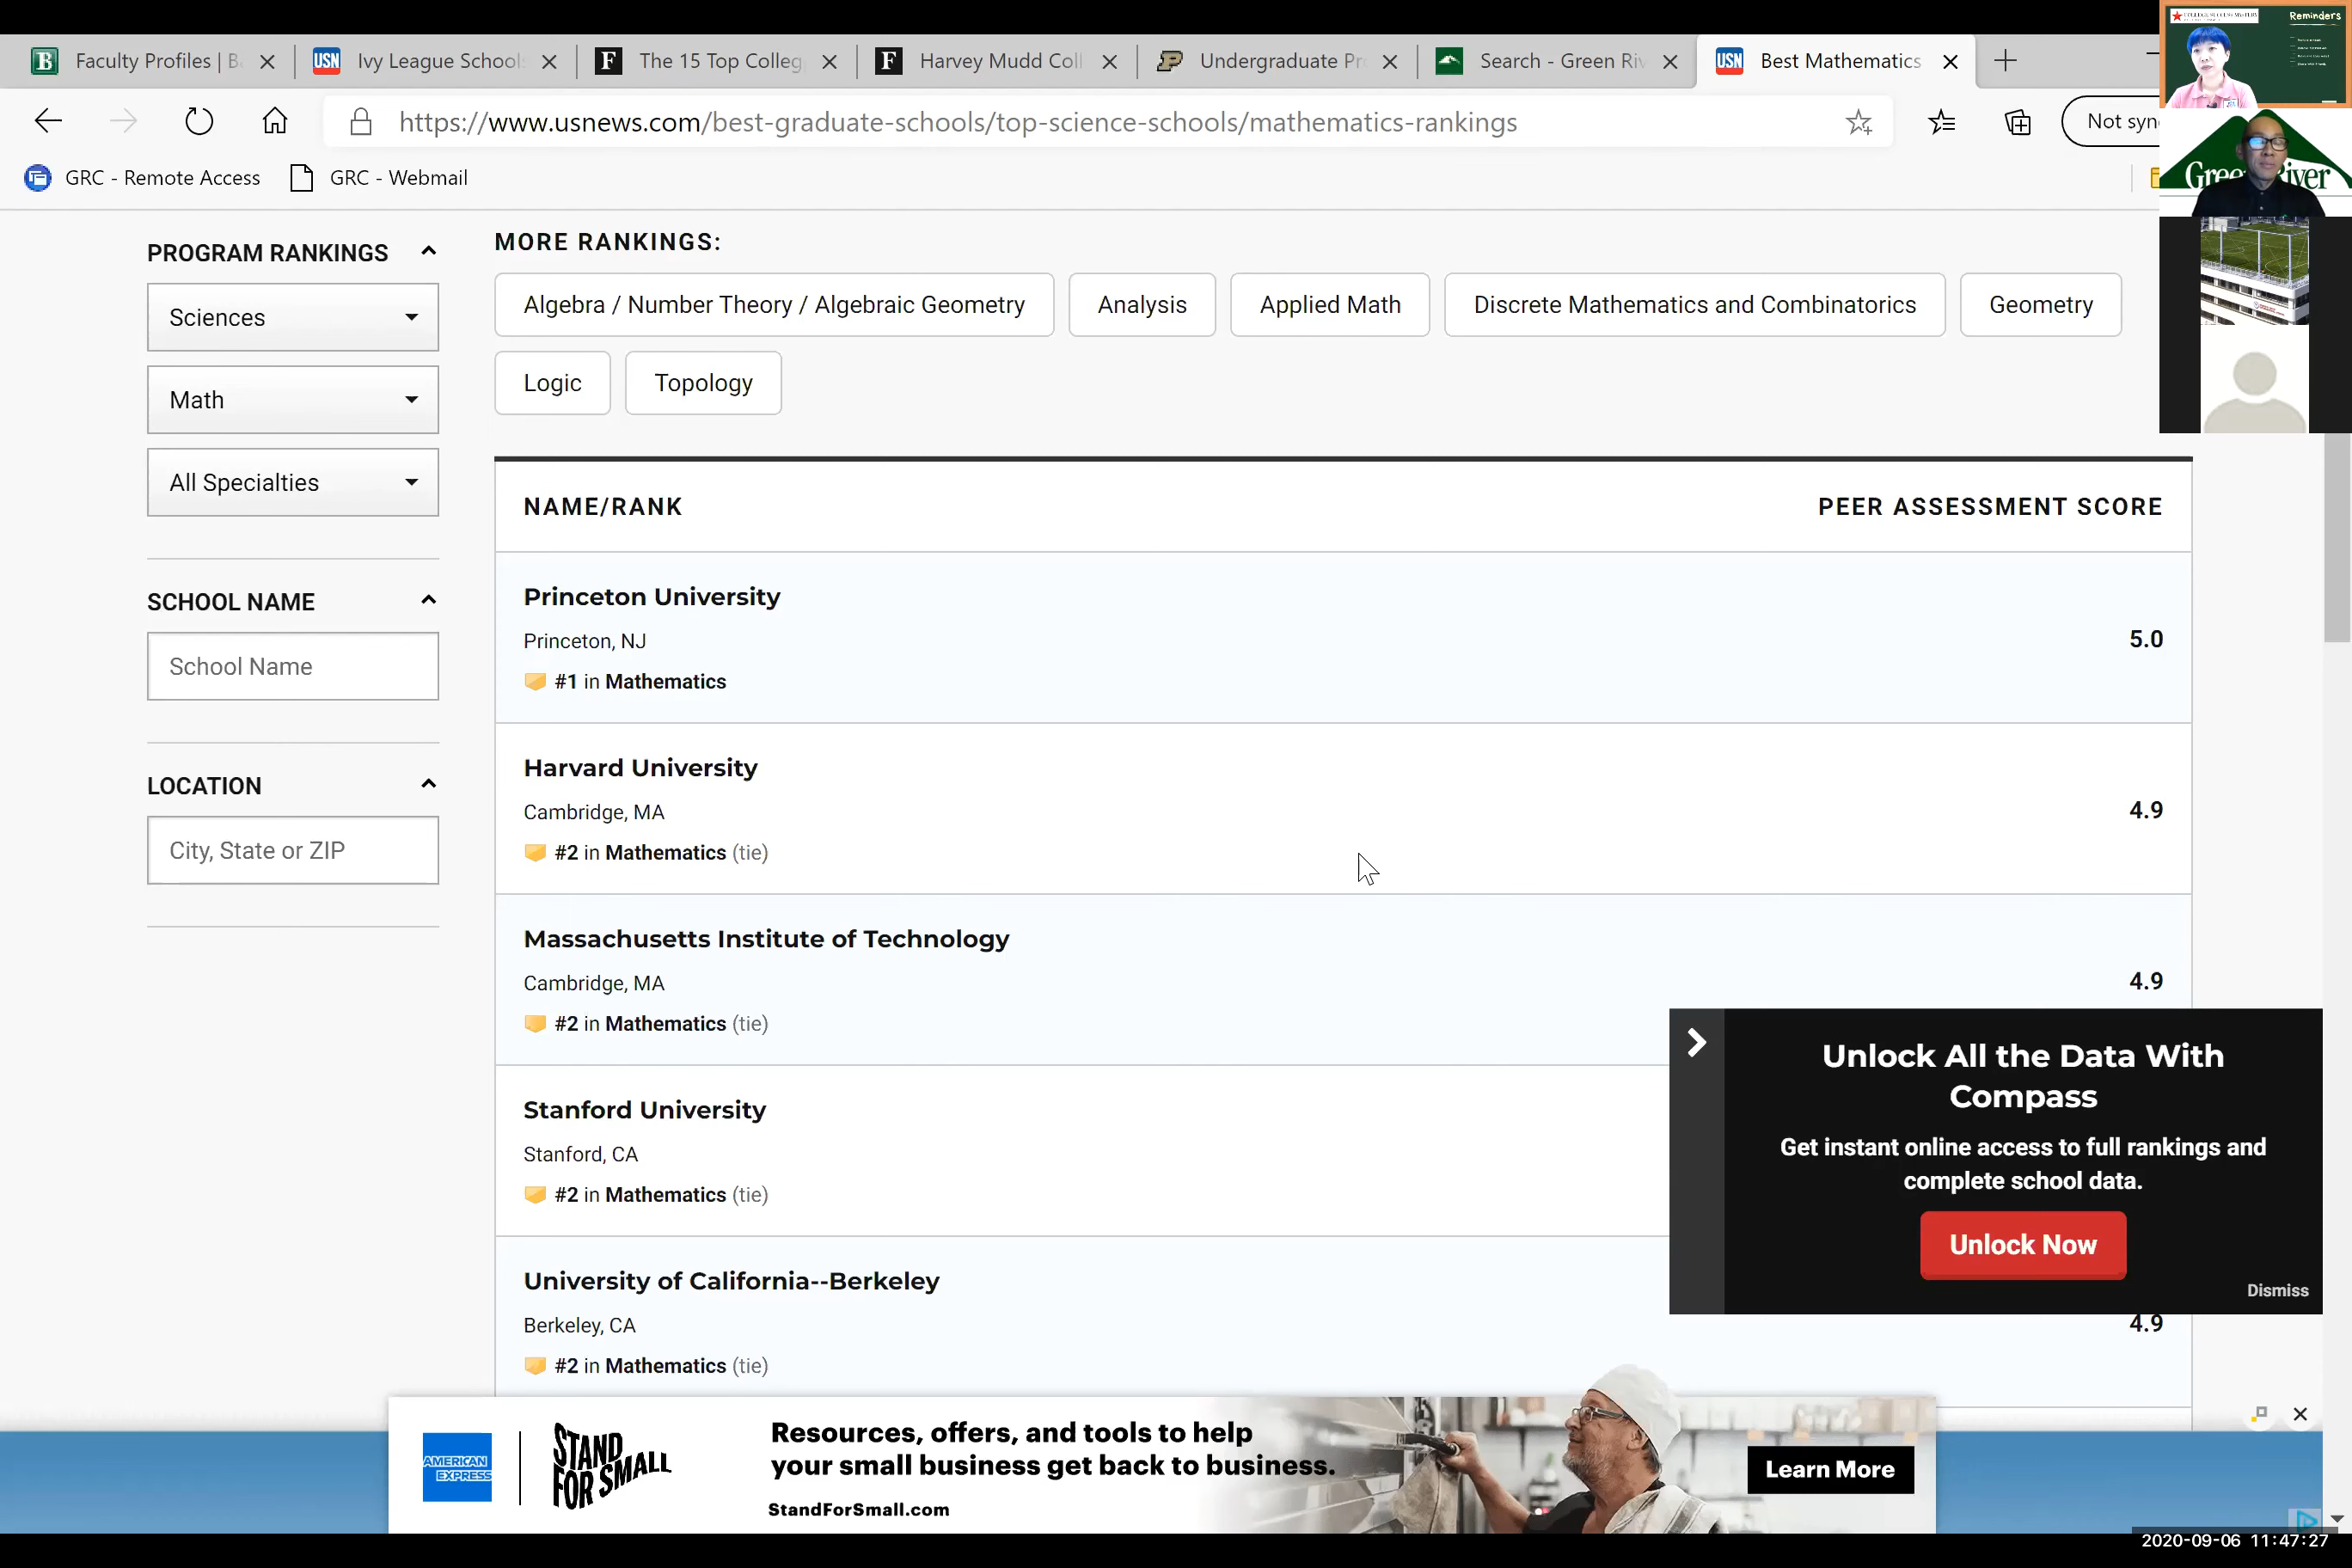 Faculty Profiles | B
Ivy League School
The 15 Top Colleg
Harvey Mudd Coll
Undergraduate Pr
Search - Green Riv
Best Mathematics
https://www.usnews.com/best-graduate-schools/top-science-schools/mathematics-rankings
Not syn
GRC - Remote Access
GRC - Webmail
Reminders
Green River
PROGRAM RANKINGS
Sciences
Math
All Specialties
SCHOOL NAME
School Name
LOCATION
City, State or ZIP
MORE RANKINGS:
Algebra / Number Theory / Algebraic Geometry
Analysis
Applied Math
Discrete Mathematics and Combinatorics
Geometry
Logic
Topology
NAME/RANK
PEER ASSESSMENT SCORE
Princeton University
Princeton, NJ
#1 in Mathematics
5.0
Harvard University
Cambridge, MA
#2 in Mathematics (tie)
4.9
Massachusetts Institute of Technology
Cambridge, MA
#2 in Mathematics (tie)
4.9
Stanford University
Stanford, CA
#2 in Mathematics (tie)
University of California--Berkeley
Berkeley, CA
#2 in Mathematics (tie)
4.9
Unlock All the Data With
Compass
Get instant online access to full rankings and
complete school data.
Unlock Now
Dismiss
AMERICAN
EXPRESS
STAND
FOR SMALL
Resources, offers, and tools to help
your small business get back to business.
StandForSmall.com
Learn More
2020-09-06 11:47:27